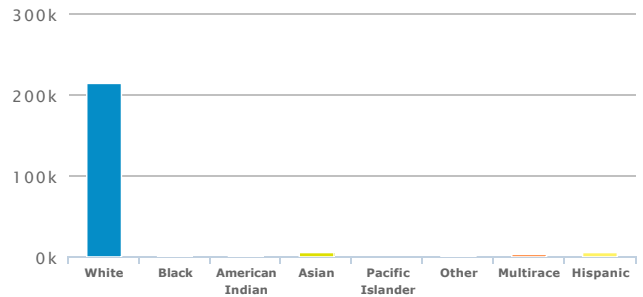 300k
200k
100k
0k
White Black American Asian Pacific Other Multirace Hispanic
Indian Islander